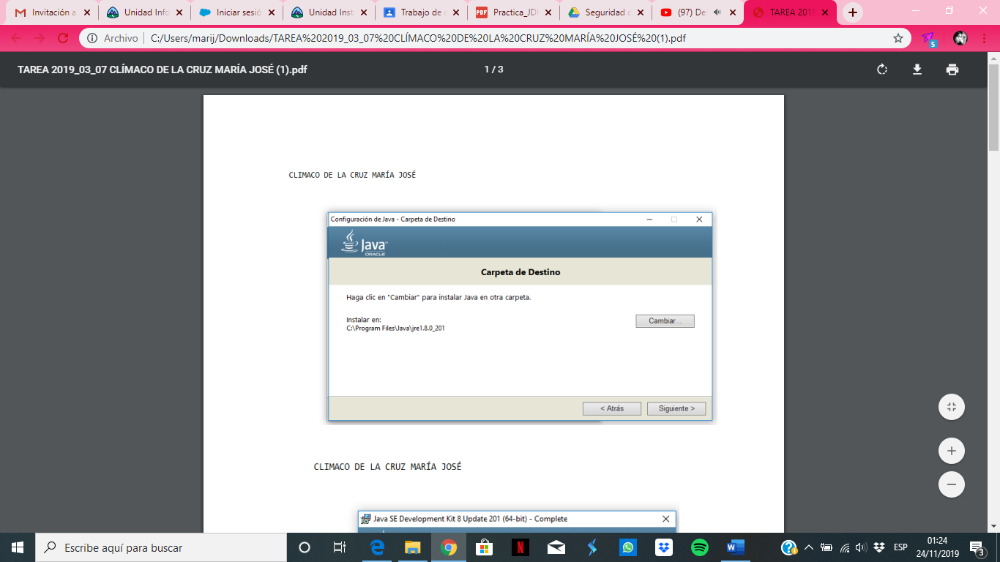 Invitación a
Unidad Info
Iniciar sesió
Unidad Inst
Trabajo de c
Practica_JD
Seguridad c
(97) De
TAREA 2019
Archivo
C:/Users/marij/Downloads/TAREA%202019_03_07%20CLÍMACO%20DE%20LA%20CRUZ%20MARÍA%20JOSÉ%20(1).pdf
5
TAREA 2019_03_07 CLÍMACO DE LA CRUZ MARÍA JOSÉ (1).pdf
1 / 3
CLIMACO DE LA CRUZ MARÍA JOSÉ
Configuración de Java - Carpeta de Destino
Java™
ORACLE
Carpeta de Destino
Haga clic en "Cambiar" para instalar Java en otra carpeta.
Instalar en:
C:\Program Files\Java\jre1.8.0_201
Cambiar...
< Atrás
Siguiente >
CLIMACO DE LA CRUZ MARÍA JOSÉ
Java SE Development Kit 8 Update 201 (64-bit) - Complete
Escribe aquí para buscar
ESP
01:24
24/11/2019
3